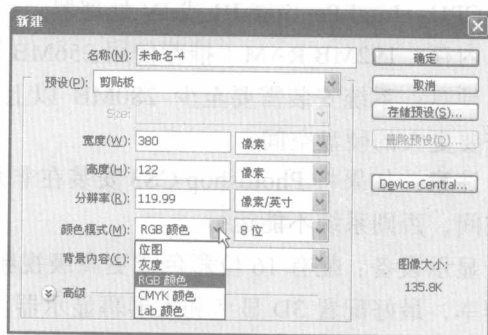 新建
名称(N): 未命名-4
确定
预设(P): 剪贴板
取消
Size:
存储预设(S)...
宽度(W): 380 像素
删除预设(D)...
高度(H): 122 像素
分辨率(R): 119.99 像素/英寸
Device Central...
颜色模式(M): RGB 颜色 8 位
位图
背景内容(C):
灰度
RGB 颜色
CMYK 颜色
Lab 颜色
高级
图像大小:
135.8K